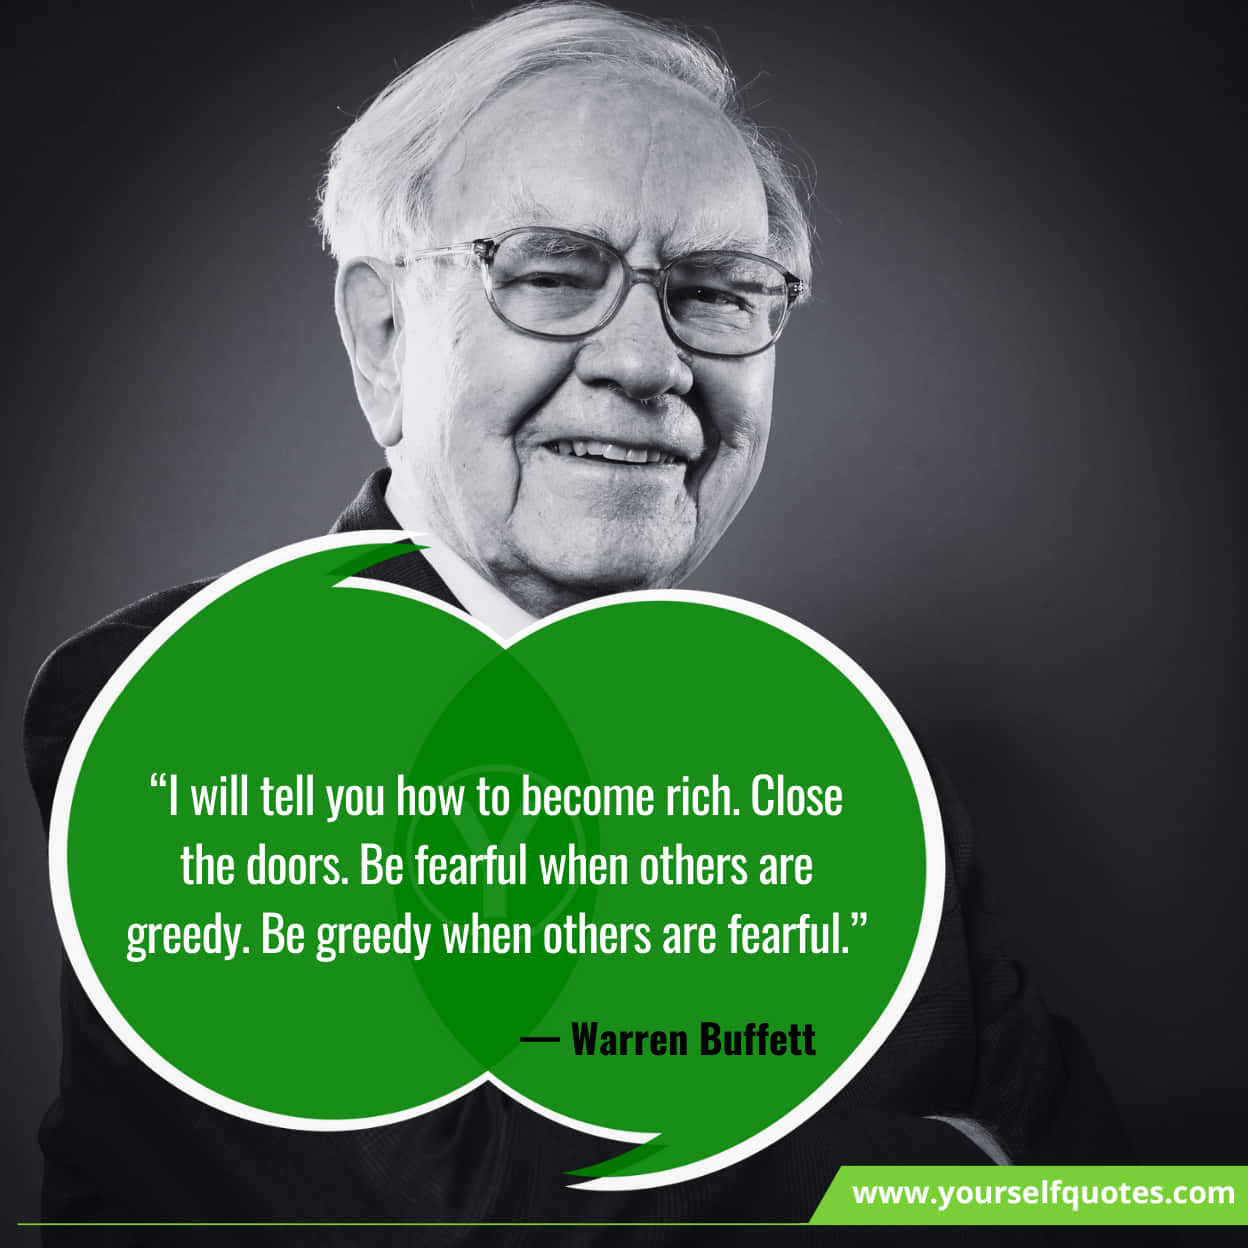 “I will tell you how to become rich. Close
the doors. Be fearful when others are
greedy. Be greedy when others are fearful.”
— Warren Buffett
www.yourselfquotes.com